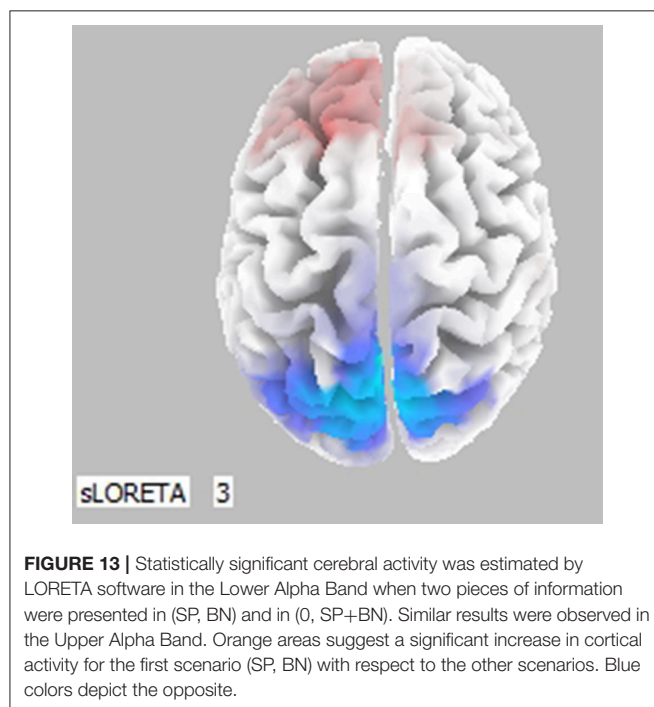 sLORETA 3
FIGURE 13 | Statistically significant cerebral activity was estimated by
LORETA software in the Lower Alpha Band when two pieces of information
were presented in (SP, BN) and in (0, SP+BN). Similar results were observed in
the Upper Alpha Band. Orange areas suggest a significant increase in cortical
activity for the first scenario (SP, BN) with respect to the other scenarios. Blue
colors depict the opposite.